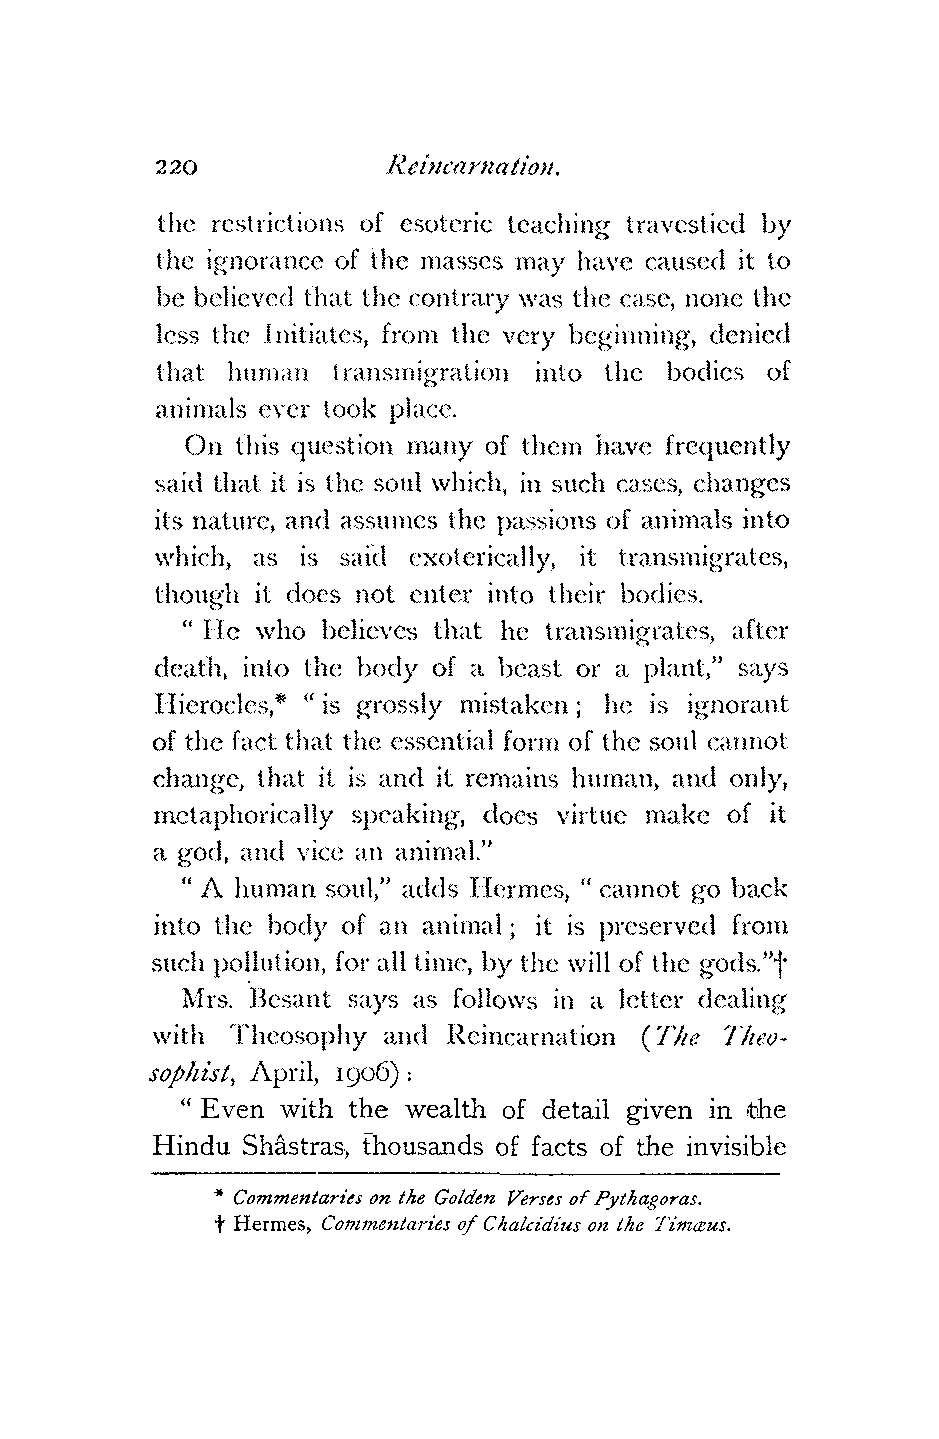 220 Reincarnation.
the restrictions of esoteric teaching travestied by
the ignorance of the masses may have caused it to
be believed that the contrary was the case, none the
less the Initiates, from the very beginning, denied
that human transmigration into the bodies of
animals ever took place.
On this question many of them have frequently
said that it is the soul which, in such cases, changes
its nature, and assumes the passions of animals into
which, as is said exoterically, it transmigrates,
though it does not enter into their bodies.
“ He who believes that he transmigrates, after
death, into the body of a beast or a plant,” says
Hierocles,* “ is grossly mistaken ; he is ignorant
of the fact that the essential form of the soul cannot
change, that it is and it remains human, and only,
metaphorically speaking, does virtue make of it
a god, and vice an animal.”
“ A human soul,” adds Hermes, “ cannot go back
into the body of an animal ; it is preserved from
such pollution, for all time, by the will of the gods.”†
Mrs. Besant says as follows in a letter dealing
with Theosophy and Reincarnation (The Theo-
sophist, April, 1906) :
“ Even with the wealth of detail given in the
Hindu Shâstras, thousands of facts of the invisible
* Commentaries on the Golden Verses of Pythagoras.
† Hermes, Commentaries of Chalcidius on the Timæus.